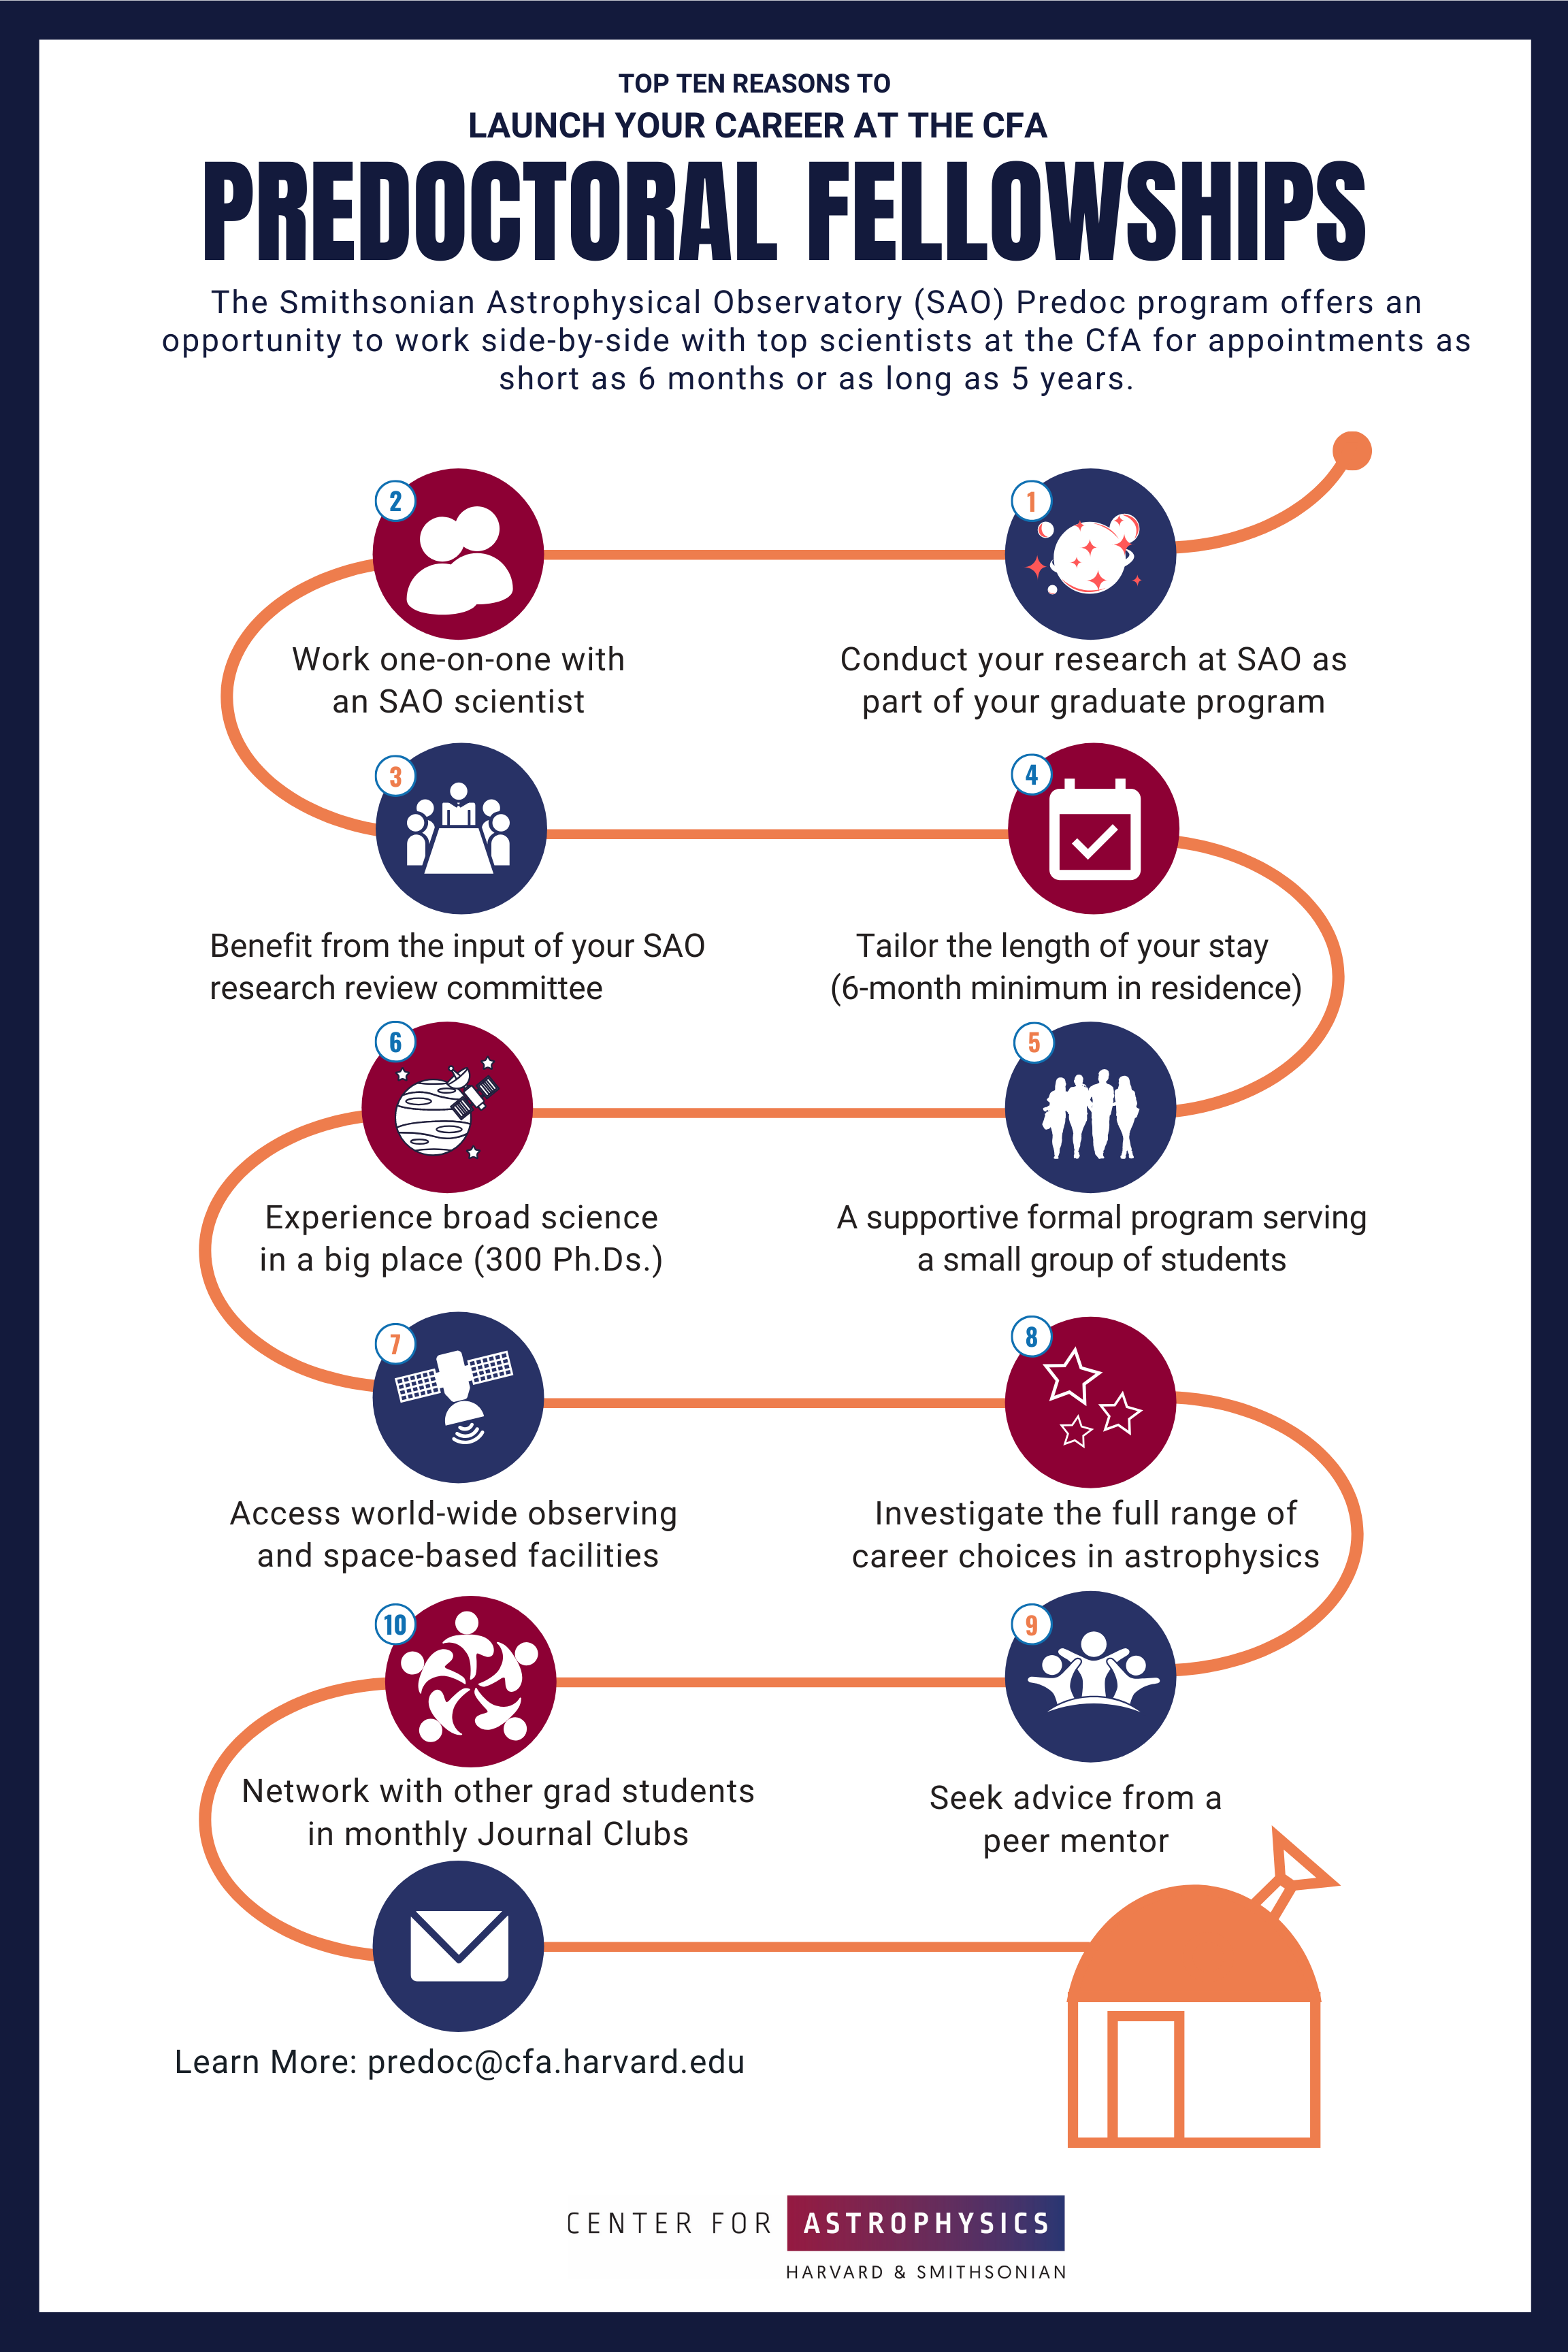 TOP TEN REASONS TO
LAUNCH YOUR CAREER AT THE CFA
PREDOCTORAL FELLOWSHIPS
The Smithsonian Astrophysical Observatory (SAO) Predoc program offers an
opportunity to work side-by-side with top scientists at the CfA for appointments as
short as 6 months or as long as 5 years.
1
Conduct your research at SAO as
part of your graduate program
2
Work one-on-one with
an SAO scientist
3
Benefit from the input of your SAO
research review committee
4
Tailor the length of your stay
(6-month minimum in residence)
5
A supportive formal program serving
a small group of students
6
Experience broad science
in a big place (300 Ph.Ds.)
7
Access world-wide observing
and space-based facilities
8
Investigate the full range of
career choices in astrophysics
9
Seek advice from a
peer mentor
10
Network with other grad students
in monthly Journal Clubs
Learn More: predoc@cfa.harvard.edu
CENTER FOR ASTROPHYSICS
HARVARD & SMITHSONIAN